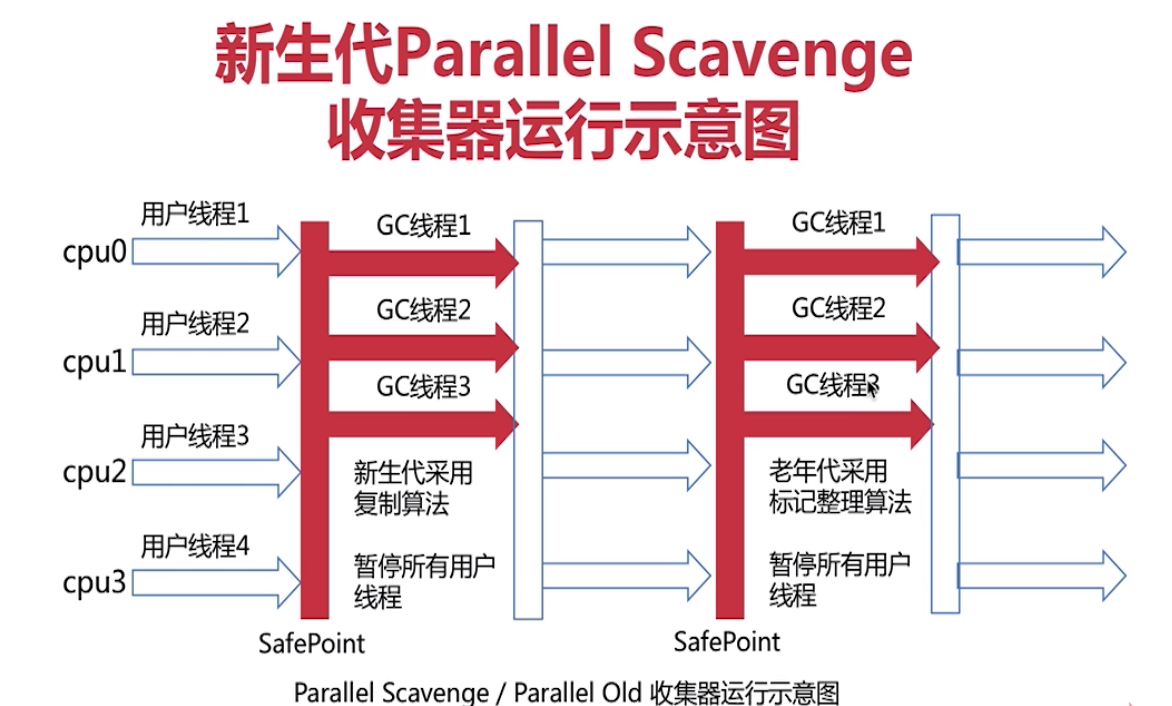 新生代Parallel Scavenge
收集器运行示意图
用户线程1
GC线程1
GC线程1
cpu0
用户线程2
GC线程2
GC线程2
cpu1
GC线程3
GC线程3
用户线程3
cpu2
新生代采用
复制算法
老年代采用
标记整理算法
用户线程4
cpu3
暂停所有用户
线程
暂停所有用户
线程
SafePoint
SafePoint
Parallel Scavenge / Parallel Old 收集器运行示意图